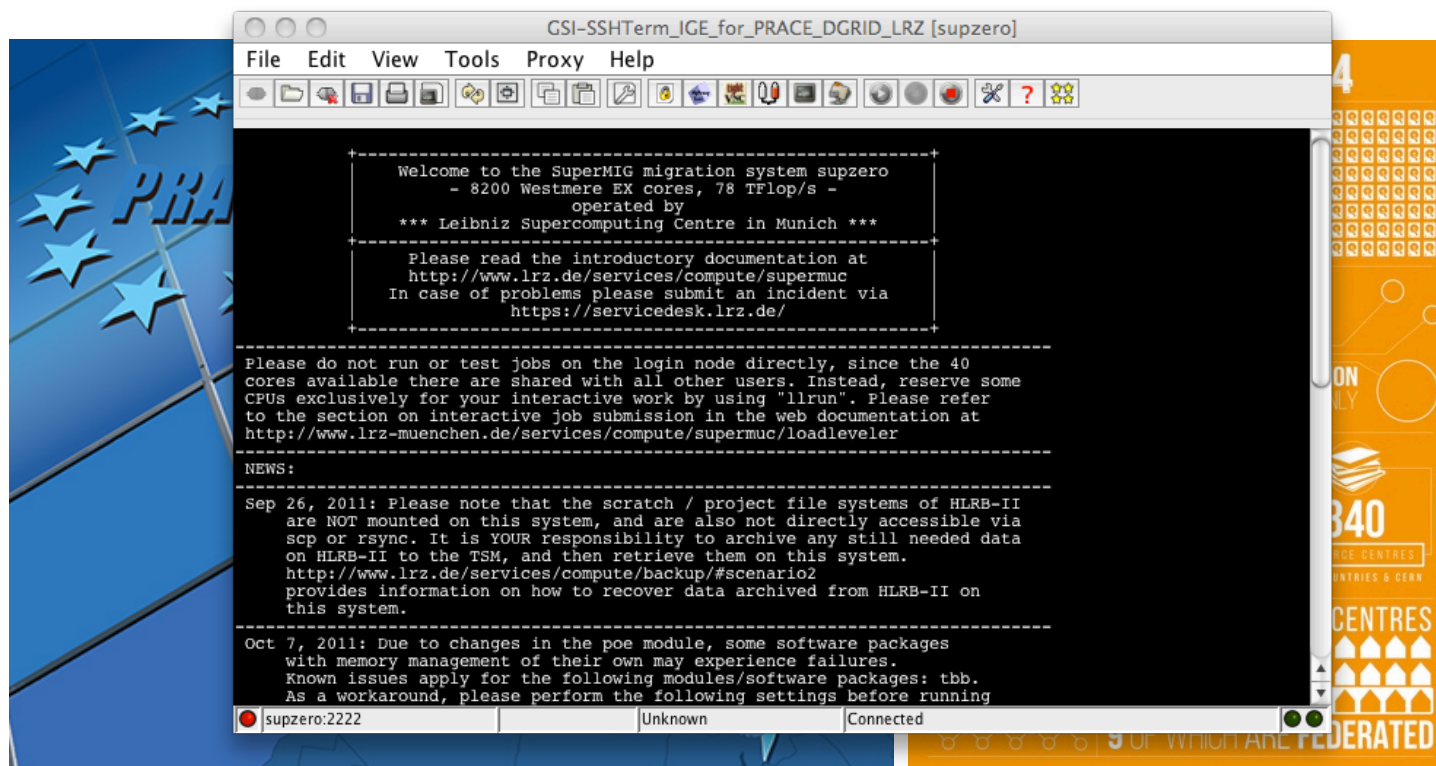 GSI-SSHTerm_IGE_for_PRACE_DGRID_LRZ [supzero]
File Edit View Tools Proxy Help
Welcome to the SuperMIG migration system supzero
- 8200 Westmere EX cores, 78 TFlop/s -
operated by
*** Leibniz Supercomputing Centre in Munich ***
Please read the introductory documentation at
http://www.lrz.de/services/compute/supermuc
In case of problems please submit an incident via
https://servicedesk.lrz.de/
Please do not run or test jobs on the login node directly, since the 40
cores available there are shared with all other users. Instead, reserve some
CPUs exclusively for your interactive work by using "llrun". Please refer
to the section on interactive job submission in the web documentation at
http://www.lrz-muenchen.de/services/compute/supermuc/loadleveler
NEWS:
Sep 26, 2011: Please note that the scratch / project file systems of HLRB-II
are NOT mounted on this system, and are also not directly accessible via
scp or rsync. It is YOUR responsibility to archive any still needed data
on HLRB-II to the TSM, and then retrieve them on this system.
http://www.lrz.de/services/compute/backup/#scenario2
provides information on how to recover data archived from HLRB-II on
this system.
Oct 7, 2011: Due to changes in the poe module, some software packages
with memory management of their own may experience failures.
Known issues apply for the following modules/software packages: tbb.
As a workaround, please perform the following settings before running
supzero:2222 Unknown Connected
PRA
4
ON
NLY
340
RCE CENTRES
UNTRIES & CERN
CENTRES
9 OF WHICH ARE FEDERATED